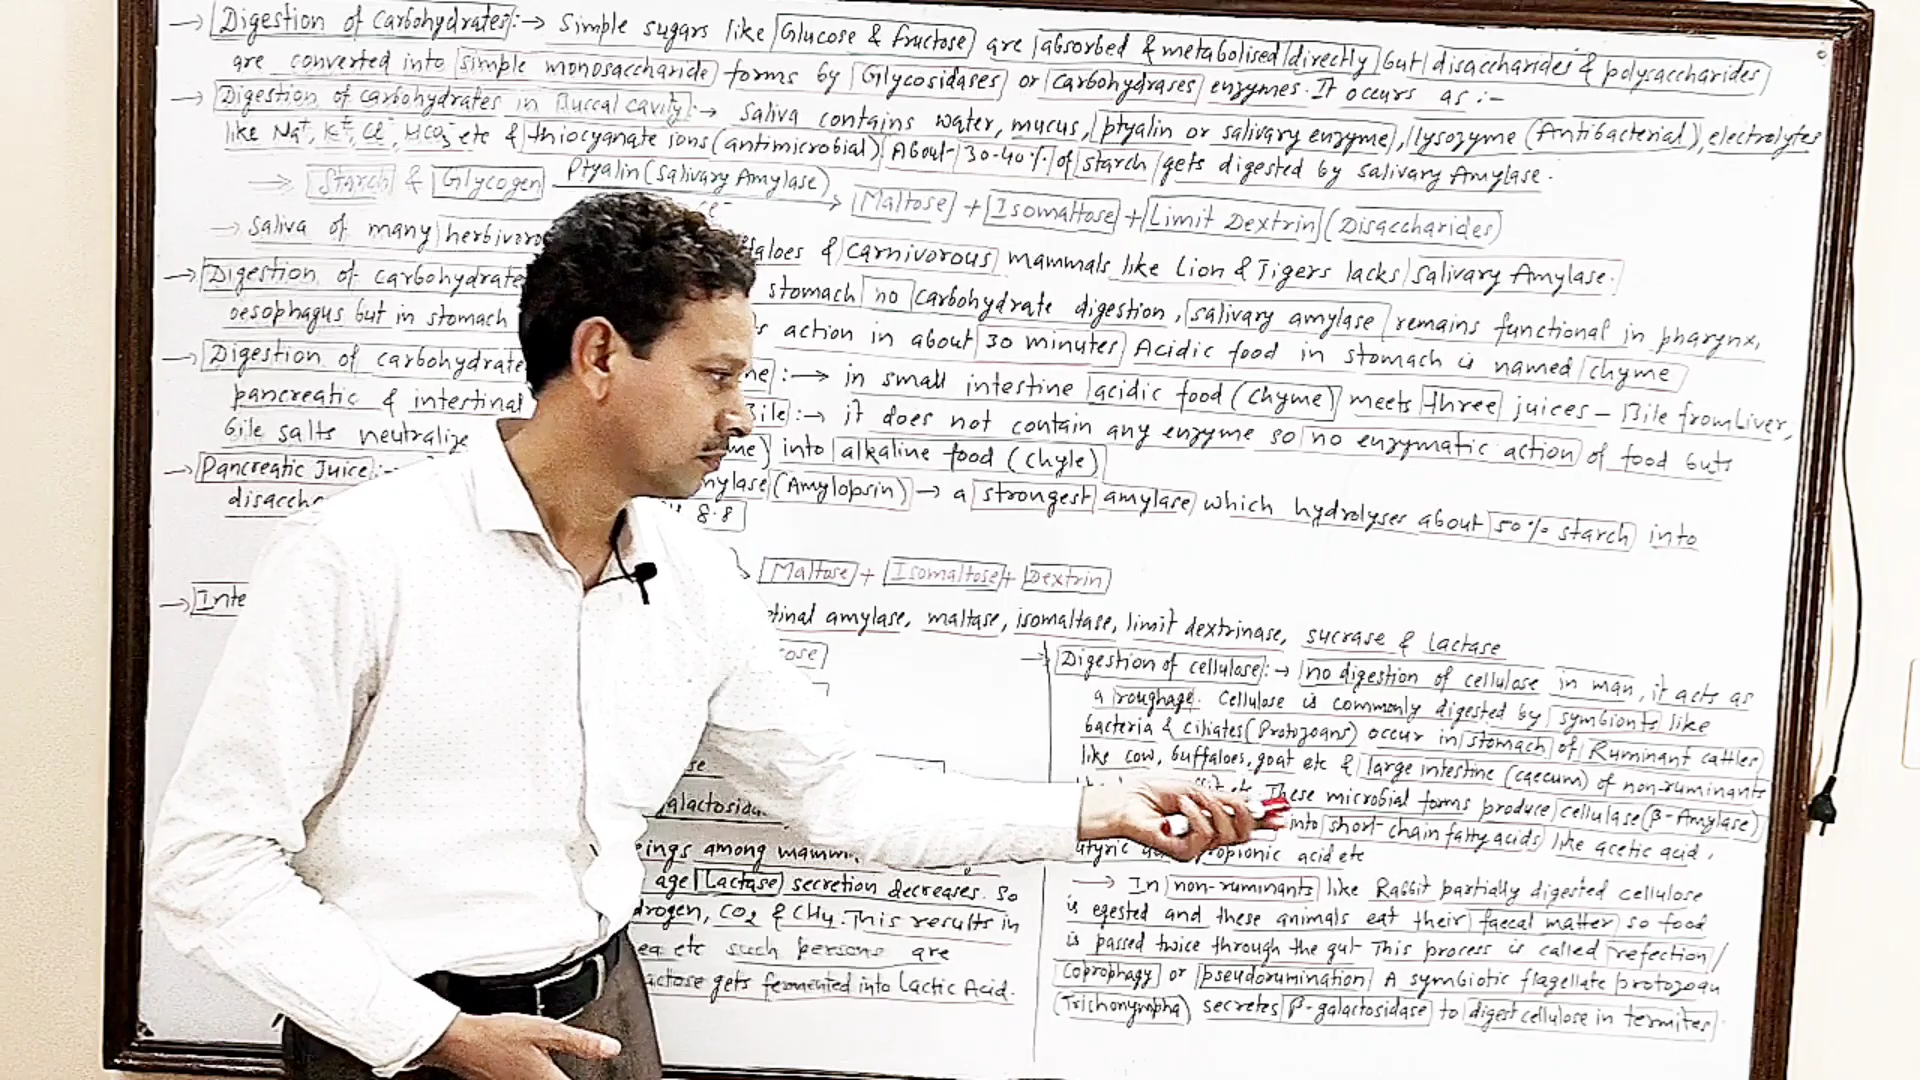 → Digestion of carbohydrates:→ Simple sugars like Glucose & fructose are absorbed & metabolised directly but disaccharides & polysaccharides
are converted into simple monosaccharide forms by Glycosidases or Carbohydrases enzymes. It occurs as :-
→ Digestion of carbohydrates in Buccal cavity:→ Saliva contains water, mucus, ptyalin or salivary enzyme, lysozyme (Antibacterial), electrolytes
like Na+, K+, Cl-, HCO3- etc & thiocyanate ions (antimicrobial) About 30-40% of starch gets digested by salivary Amylase.
⇒ Starch & Glycogen Ptyalin (Salivary Amylase) → Maltose + Isomaltose + Limit Dextrin (Disaccharides)
Cl-
→ Saliva of many herbivoro
aloes & Carnivorous mammals like Lion & Tigers lacks salivary Amylase.
→ Digestion of carbohydrate
stomach no carbohydrate digestion, salivary amylase remains functional in pharynx,
oesophagus but in stomach
s action in about 30 minutes Acidic food in stomach is named chyme
→ Digestion of carbohydrate
ne :→ in small intestine acidic food (chyme) meets three juices – Bile from Liver,
pancreatic & intestinal
Bile :→ it does not contain any enzyme so no enzymatic action of food but
bile salts neutralize
me) into alkaline food (chyle)
→ Pancreatic Juice:→
mylase (Amylopsin) → a strongest amylase which hydrolyses about 50% starch into
disaccha
8.8
Maltose + Isomaltose + Dextrin
→ Inte
tinal amylase, maltase, isomaltase, limit dextrinase, sucrase & lactase
cose
se
galactosida
ings among mamm
age Lactase secretion decreases. so
drogen, CO2 & CH4. This results in
ea etc such persons are
actose gets fermented into Lactic Acid.
→ Digestion of cellulose:→ no digestion of cellulose in man, it acts as
a roughage. Cellulose is commonly digested by symbionts like
bacteria & ciliates (Protozoans) occur in stomach of Ruminant cattles
like cow, buffaloes, goat etc & large intestine (caecum) of non-ruminants
etc. These microbial forms produce cellulase (β-Amylase)
into short chain fatty acids like acetic acid,
utyric propionic acid etc
→ In non-ruminants like Rabbit partially digested cellulose
is egested and these animals eat their faecal matter so food
is passed twice through the gut This process is called refection /
Coprophagy or pseudorumination A symbiotic flagellate protozoan
(Trichonympha) secretes β-galactosidase to digest cellulose in termites.